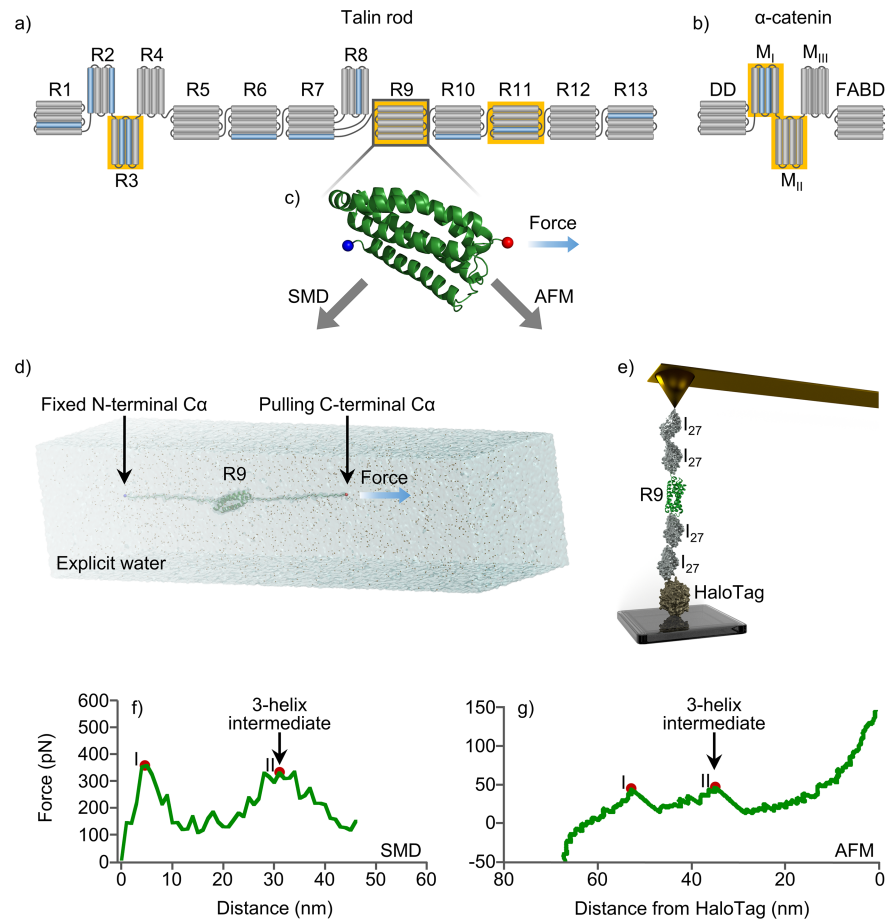 a)
Talin rod
b)
α-catenin
R1
R2
R3
R4
R5
R6
R7
R8
R9
R10
R11
R12
R13
DD
M_I
M_II
M_III
FABD
c)
Force
SMD
AFM
d)
Fixed N-terminal Cα
Pulling C-terminal Cα
R9
Force
Explicit water
e)
I27
I27
R9
I27
I27
HaloTag
f)
3-helix
intermediate
600
500
400
300
200
100
0
Force (pN)
I
II
SMD
0
20
40
60
Distance (nm)
g)
3-helix
intermediate
150
100
50
0
-50
I
II
AFM
80
60
40
20
0
Distance from HaloTag (nm)